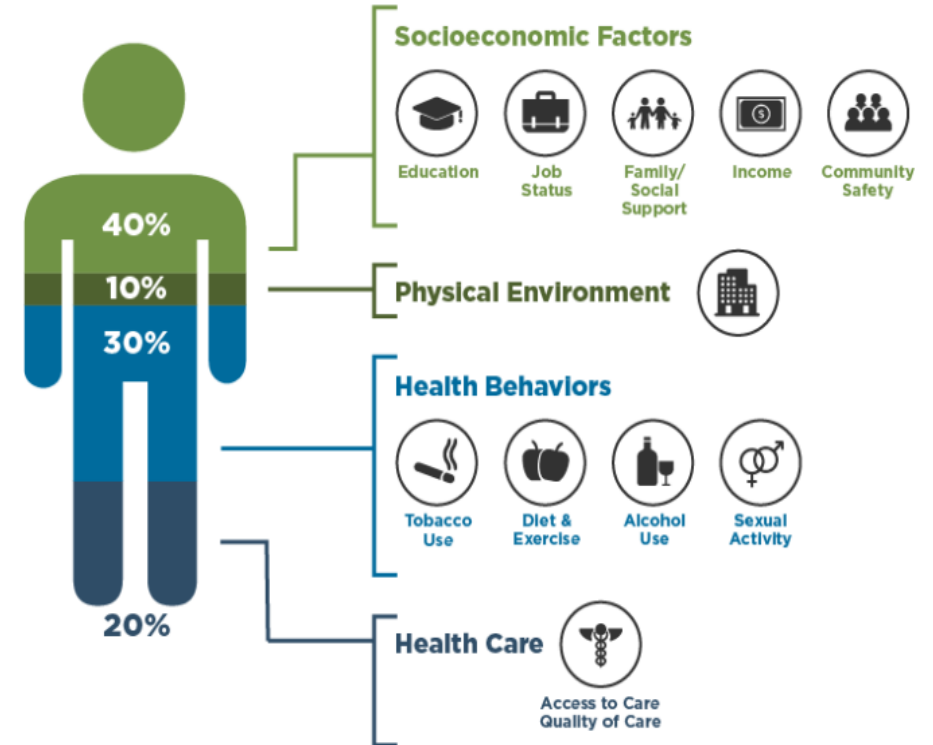 Socioeconomic Factors
Education
Job
Status
Family/
Social
Support
Income
Community
Safety
40%
10%
Physical Environment
30%
Health Behaviors
Tobacco
Use
Diet &
Exercise
Alcohol
Use
Sexual
Activity
20%
Health Care
Access to Care
Quality of Care